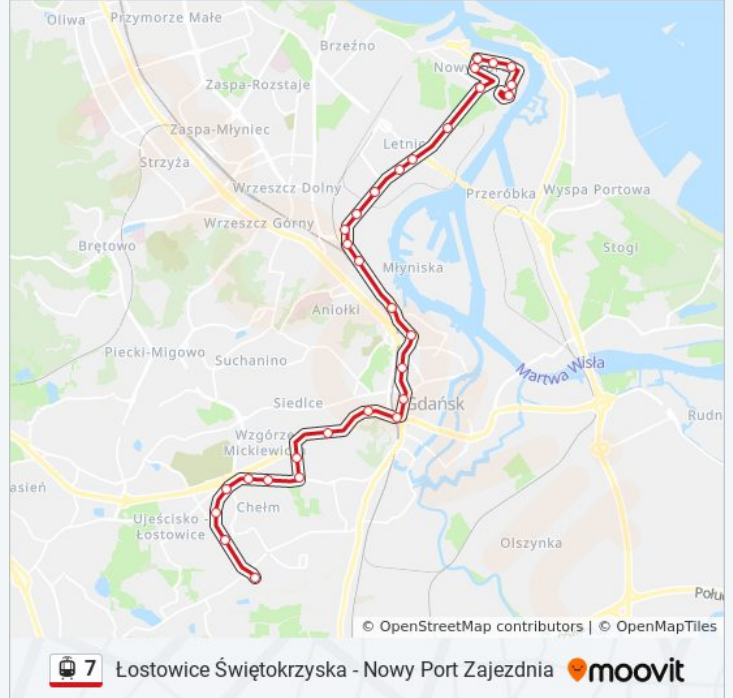 Oliwa
Przymorze Małe
Brzeźno
Nowy
Zaspa-Rozstaje
Zaspa-Młyniec
Letnic
Strzyża
Wrzeszcz Dolny
Przeróbka
Wyspa Portowa
Wrzeszcz Górny
Brętowo
Stogi
Młyniska
Aniołki
Piecki-Migowo
Suchanino
Martwa Wisła
Siedlce
Gdańsk
Rudn
Wzgórze
Mickiewic
asień
Chełm
Ujeścisko -
Łostowice
Olszynka
Połu
© OpenStreetMap contributors | © OpenMapTiles
7 Łostowice Świętokrzyska - Nowy Port Zajezdnia moovit